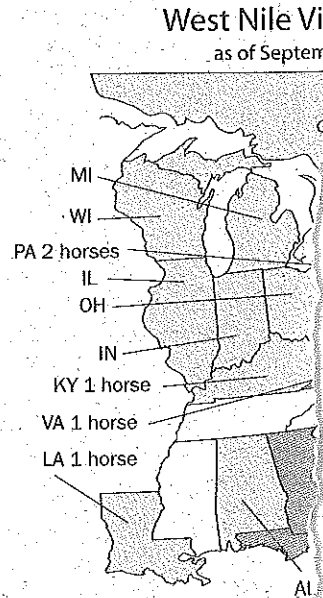 West Nile Vi
as of Septem
MI
WI
PA 2 horses
IL
OH
IN
KY 1 horse
VA 1 horse
LA 1 horse
AL